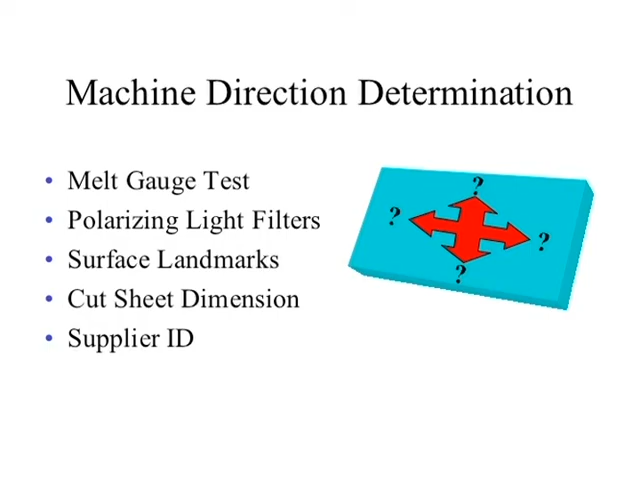 Machine Direction Determination
• Melt Gauge Test
• Polarizing Light Filters
• Surface Landmarks
• Cut Sheet Dimension
• Supplier ID
?
?
?
?